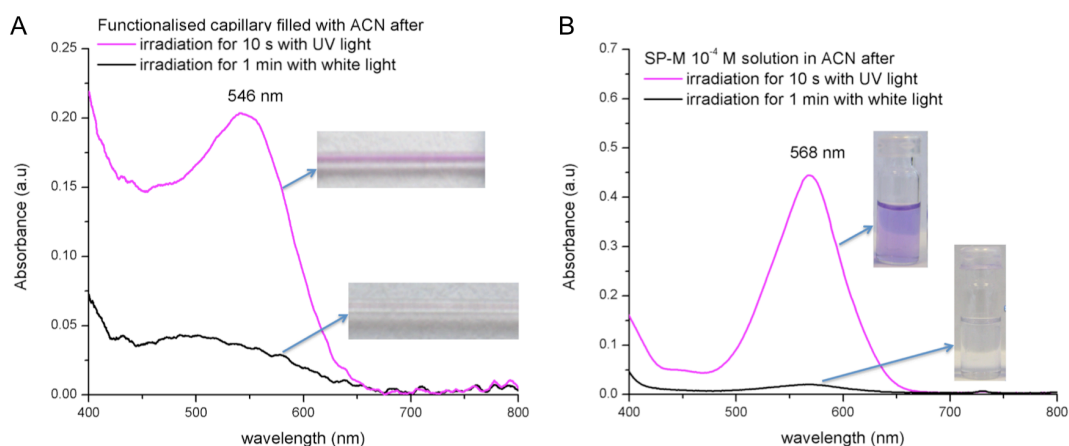 A
Functionalised capillary filled with ACN after
irradiation for 10 s with UV light
irradiation for 1 min with white light
546 nm
0.25
0.20
0.15
0.10
0.05
0.00
Absorbance (a.u)
400 500 600 700 800
wavelength (nm)
B
SP-M 10⁻⁴ M solution in ACN after
irradiation for 10 s with UV light
irradiation for 1 min with white light
568 nm
0.7
0.6
0.5
0.4
0.3
0.2
0.1
0.0
Absorbance (a.u)
400 500 600 700 800
wavelength (nm)